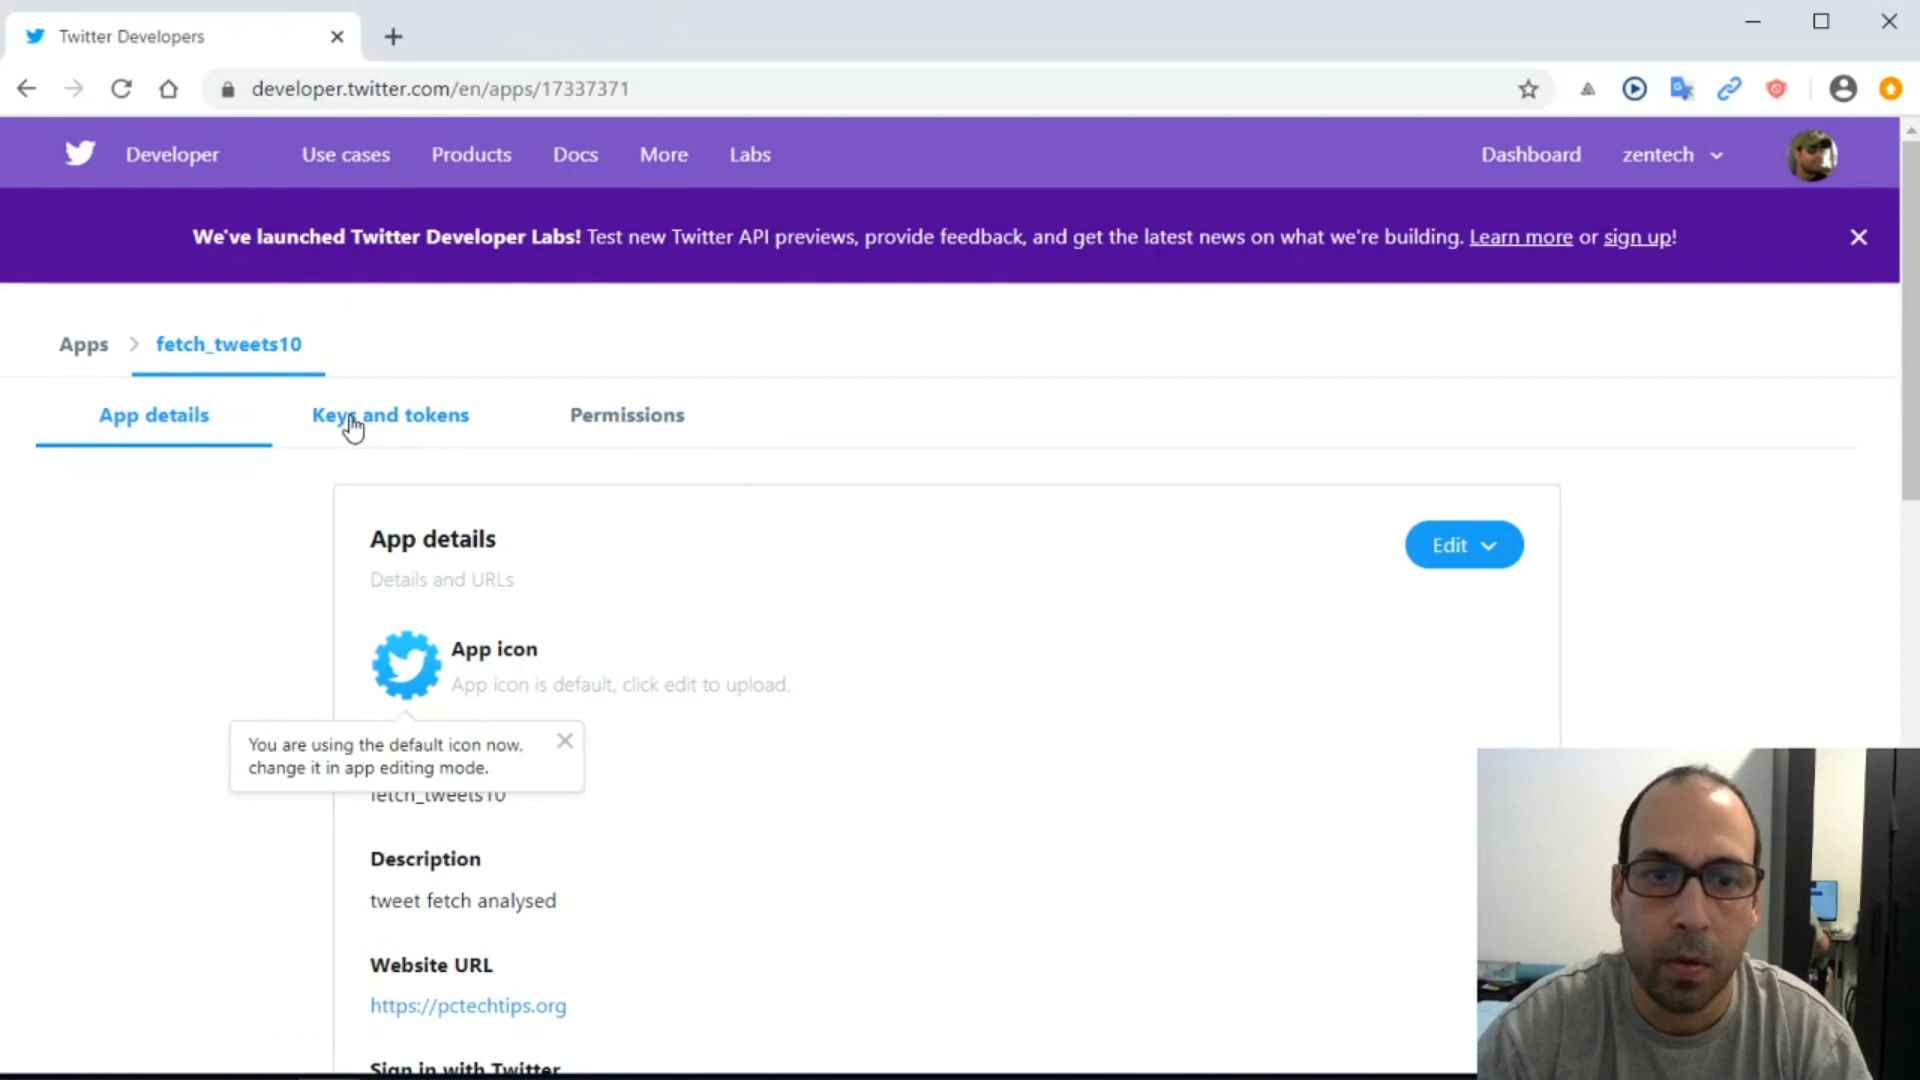 Twitter Developers
developer.twitter.com/en/apps/17337371
Developer Use cases Products Docs More Labs Dashboard zentech
We've launched Twitter Developer Labs! Test new Twitter API previews, provide feedback, and get the latest news on what we're building. Learn more or sign up!
Apps fetch_tweets10
App details Keys and tokens Permissions
App details
Edit
Details and URLs
App icon
App icon is default, click edit to upload.
You are using the default icon now, change it in app editing mode.
fetch_tweets10
Description
tweet fetch analysed
Website URL
https://pctechtips.org
Sign in with Twitter